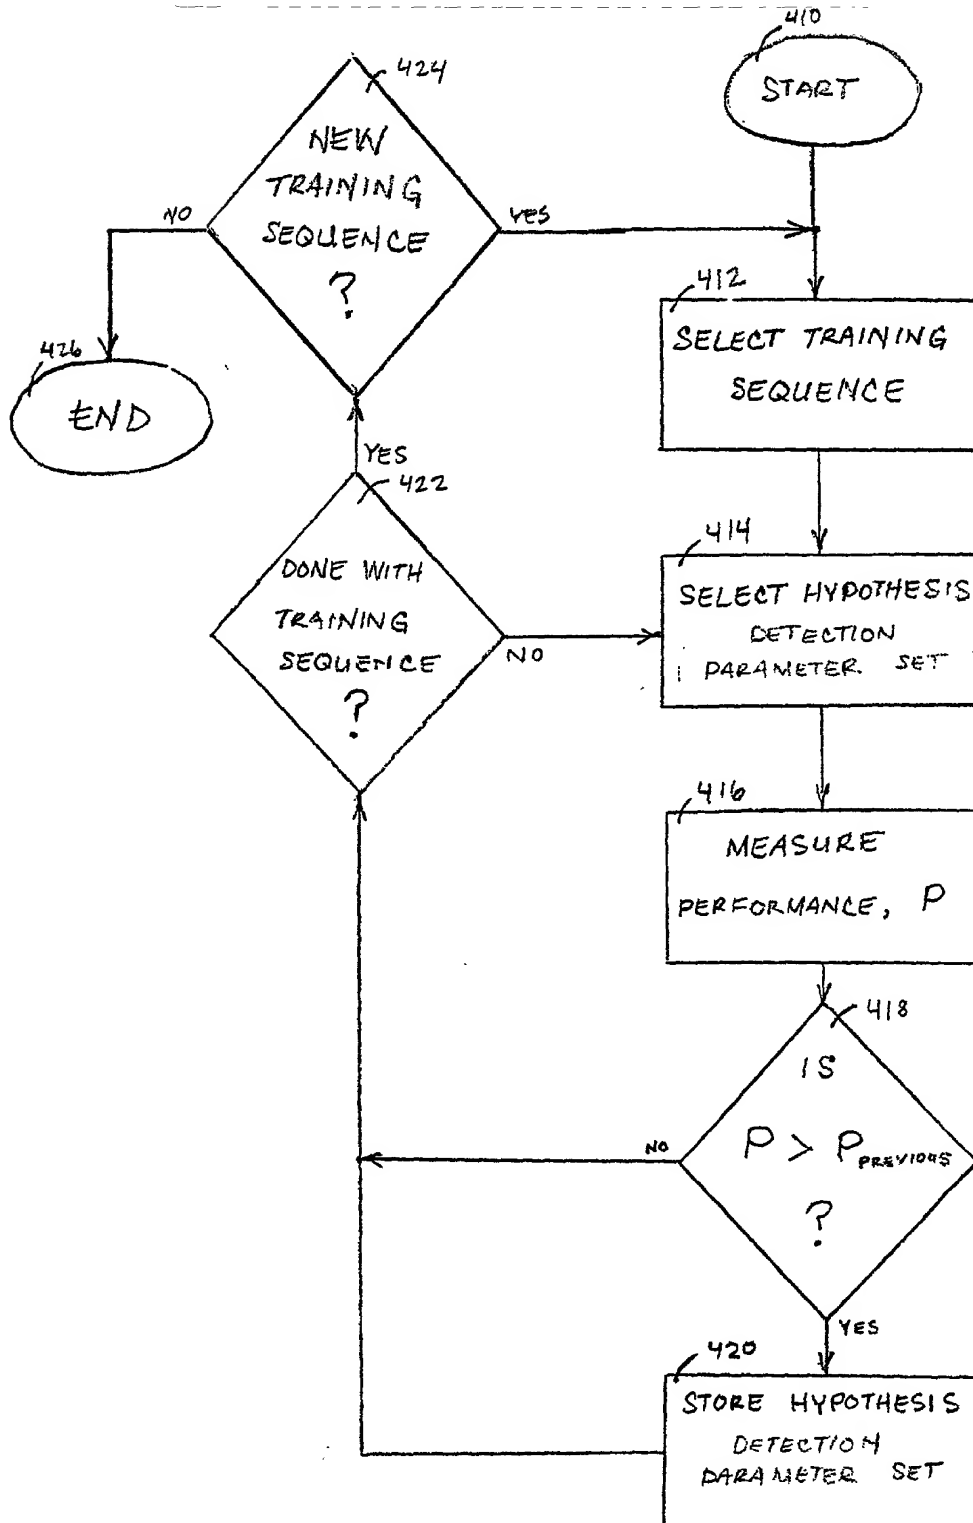 410
START
424
NEW
TRAINING
SEQUENCE
?
NO
YES
412
SELECT TRAINING
SEQUENCE
426
END
YES
422
DONE WITH
TRAINING
SEQUENCE
?
NO
414
SELECT HYPOTHESIS
DETECTION
PARAMETER SET
416
MEASURE
PERFORMANCE, P
418
IS
P > P PREVIOUS
?
NO
YES
420
STORE HYPOTHESIS
DETECTION
PARAMETER SET